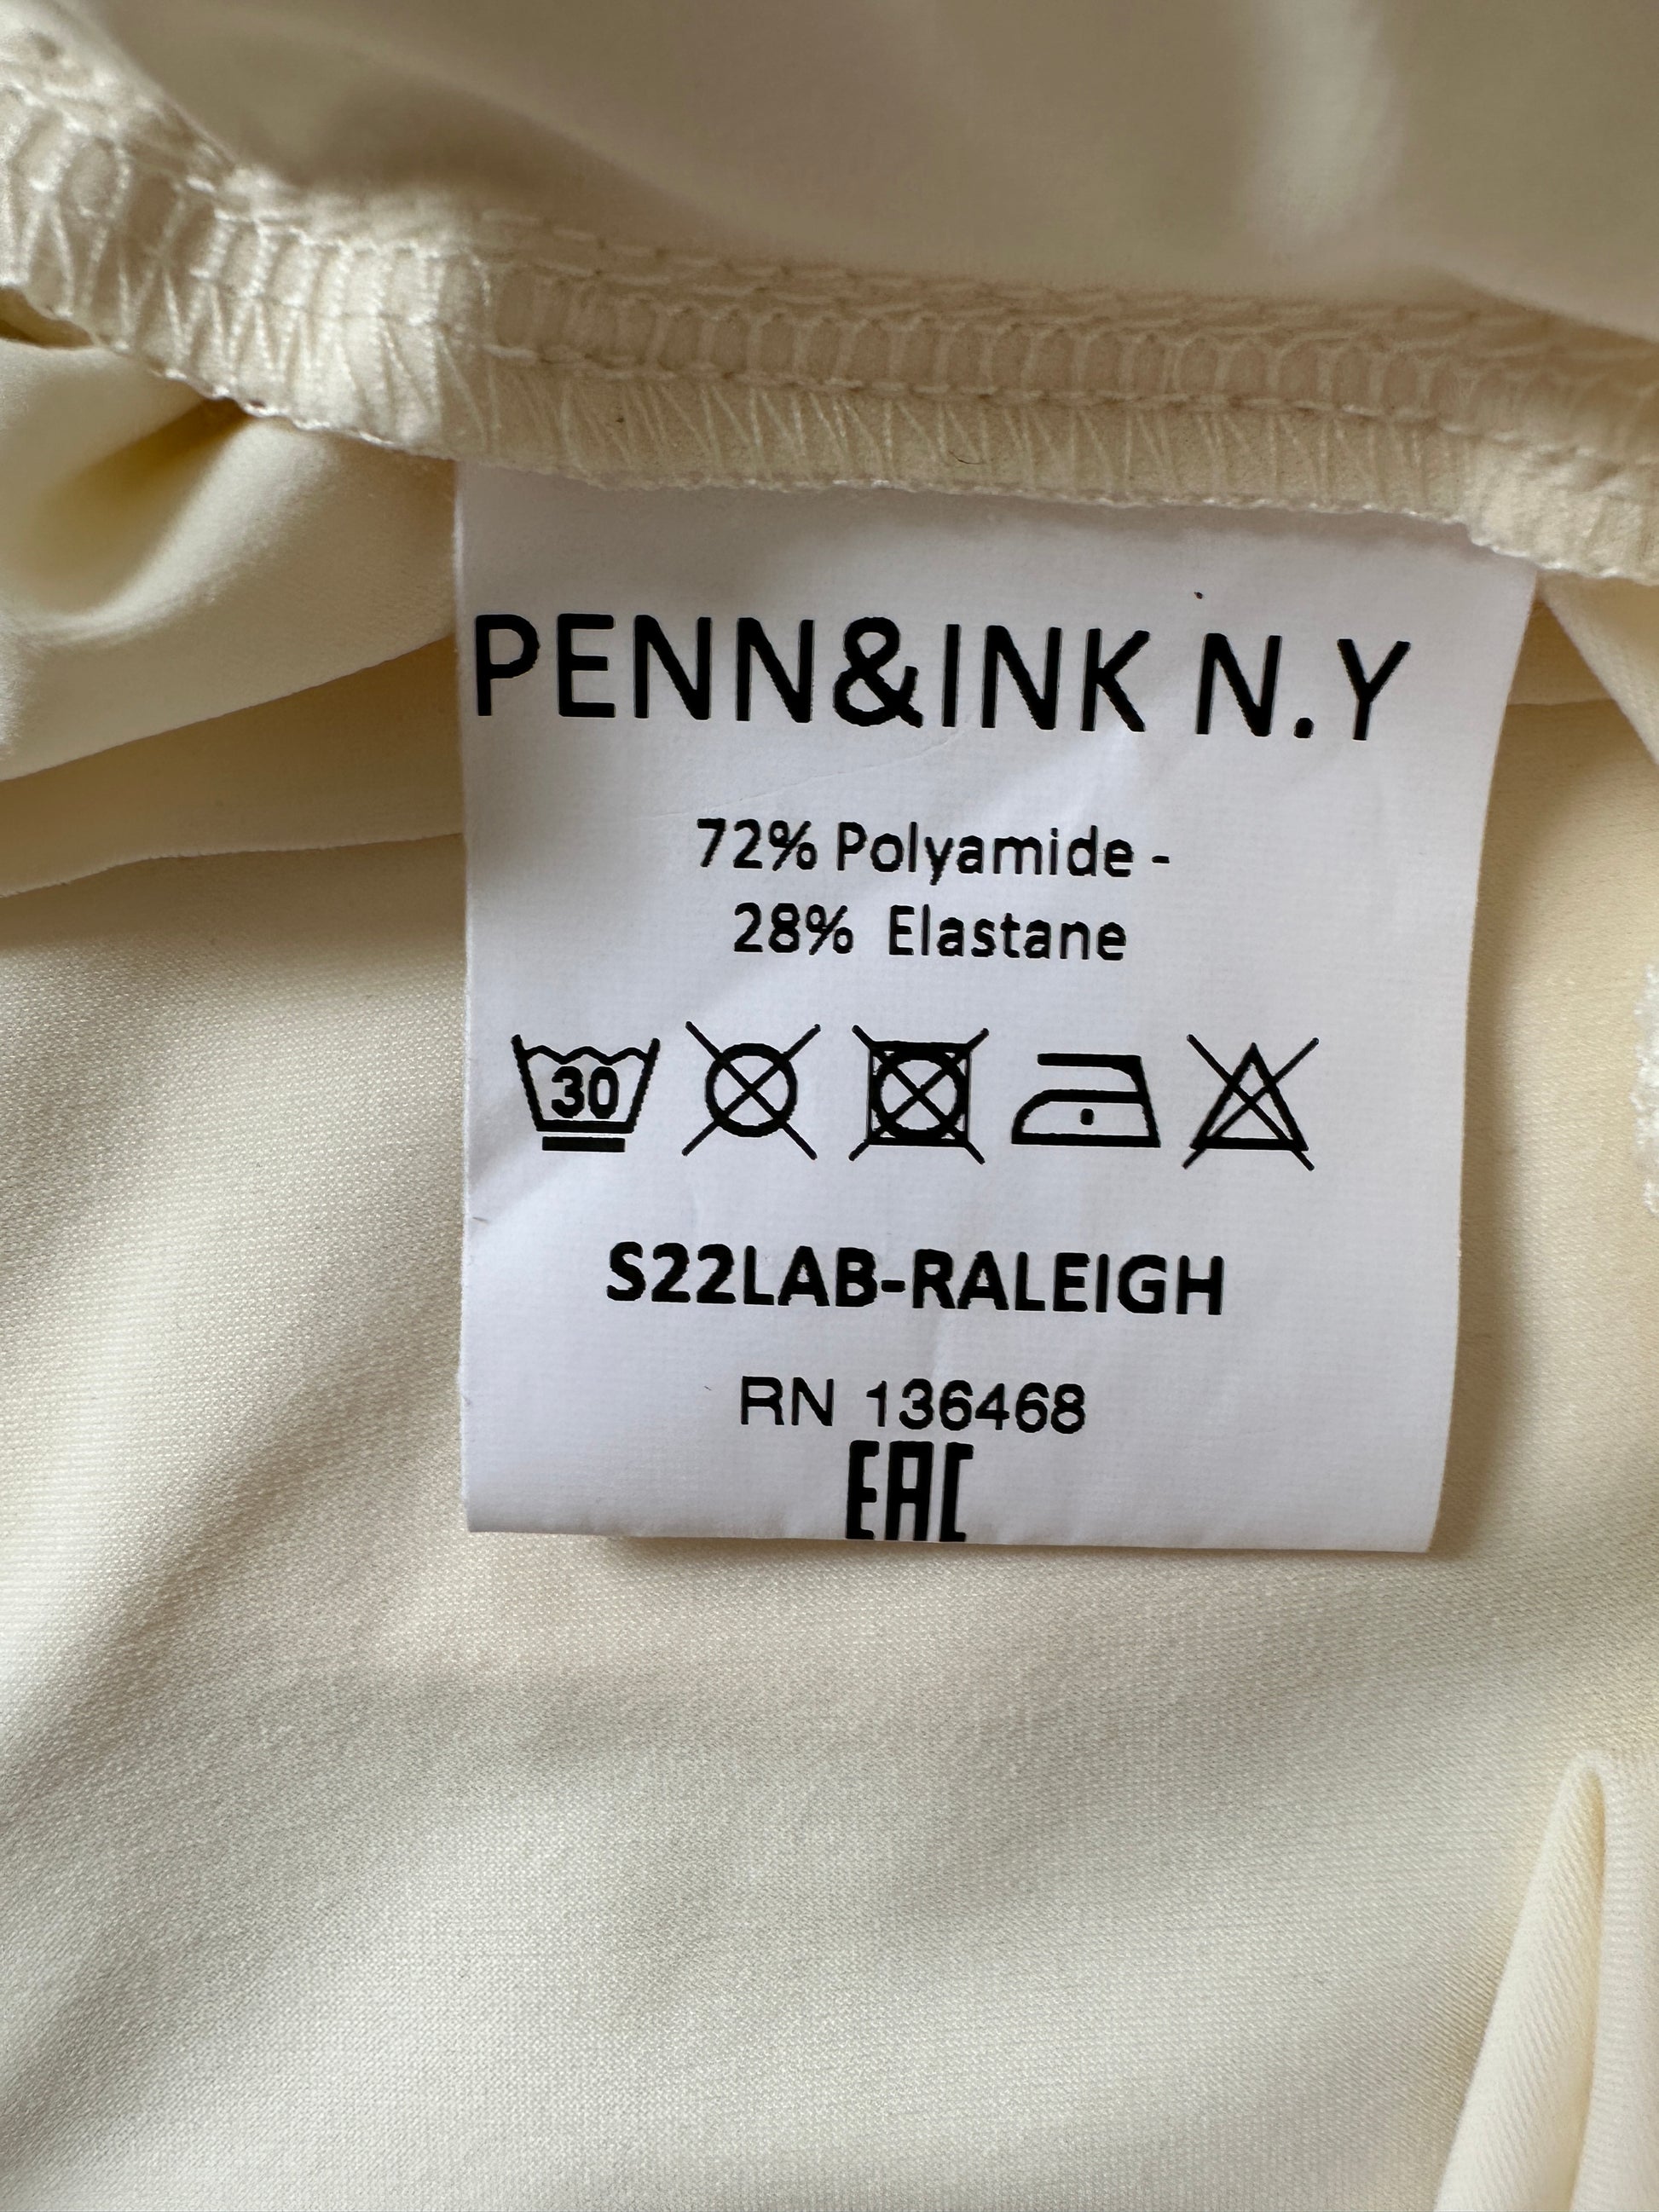 PENN&INK N.Y
72% Polyamide -
28% Elastane
30
S22LAB-RALEIGH
RN 136468
EAC